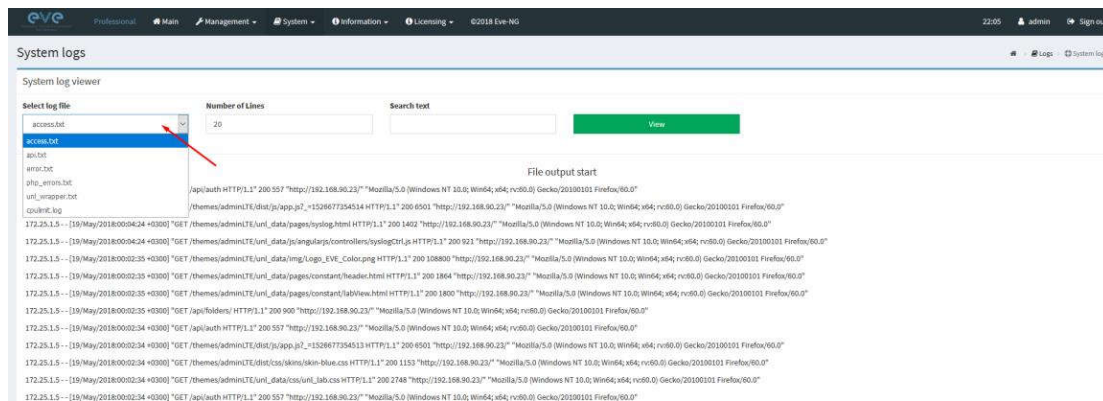 eve Professional Main Management System Information Licensing ©2018 Eve-NG 22:05 admin Sign ou
System logs Logs System log
System log viewer
Select log file Number of Lines Search text
access.txt 20 View
access.txt
api.txt
error.txt
File output start
php_errors.txt /api/auth HTTP/1.1" 200 557 "http://192.168.90.23/" "Mozilla/5.0 (Windows NT 10.0; Win64; x64; rv:60.0) Gecko/20100101 Firefox/60.0"
unl_wrapper.txt
cpulimit.log /themes/adminLTE/dist/js/app.js?_=1526677354514 HTTP/1.1" 200 6501 "http://192.168.90.23/" "Mozilla/5.0 (Windows NT 10.0; Win64; x64; rv:60.0) Gecko/20100101 Firefox/60.0"
172.25.1.5 - - [19/May/2018:00:04:24 +0300] "GET /themes/adminLTE/unl_data/pages/syslog.html HTTP/1.1" 200 1402 "http://192.168.90.23/" "Mozilla/5.0 (Windows NT 10.0; Win64; x64; rv:60.0) Gecko/20100101 Firefox/60.0"
172.25.1.5 - - [19/May/2018:00:04:24 +0300] "GET /themes/adminLTE/unl_data/js/angularjs/controllers/syslogCtrl.js HTTP/1.1" 200 921 "http://192.168.90.23/" "Mozilla/5.0 (Windows NT 10.0; Win64; x64; rv:60.0) Gecko/20100101 Firefox/60.0"
172.25.1.5 - - [19/May/2018:00:02:35 +0300] "GET /themes/adminLTE/unl_data/img/Logo_EVE_Color.png HTTP/1.1" 200 108800 "http://192.168.90.23/" "Mozilla/5.0 (Windows NT 10.0; Win64; x64; rv:60.0) Gecko/20100101 Firefox/60.0"
172.25.1.5 - - [19/May/2018:00:02:35 +0300] "GET /themes/adminLTE/unl_data/pages/constant/header.html HTTP/1.1" 200 1864 "http://192.168.90.23/" "Mozilla/5.0 (Windows NT 10.0; Win64; x64; rv:60.0) Gecko/20100101 Firefox/60.0"
172.25.1.5 - - [19/May/2018:00:02:35 +0300] "GET /themes/adminLTE/unl_data/pages/constant/labView.html HTTP/1.1" 200 1800 "http://192.168.90.23/" "Mozilla/5.0 (Windows NT 10.0; Win64; x64; rv:60.0) Gecko/20100101 Firefox/60.0"
172.25.1.5 - - [19/May/2018:00:02:35 +0300] "GET /api/folders/ HTTP/1.1" 200 900 "http://192.168.90.23/" "Mozilla/5.0 (Windows NT 10.0; Win64; x64; rv:60.0) Gecko/20100101 Firefox/60.0"
172.25.1.5 - - [19/May/2018:00:02:34 +0300] "GET /api/auth HTTP/1.1" 200 557 "http://192.168.90.23/" "Mozilla/5.0 (Windows NT 10.0; Win64; x64; rv:60.0) Gecko/20100101 Firefox/60.0"
172.25.1.5 - - [19/May/2018:00:02:34 +0300] "GET /themes/adminLTE/dist/js/app.js?_=1526677354513 HTTP/1.1" 200 6501 "http://192.168.90.23/" "Mozilla/5.0 (Windows NT 10.0; Win64; x64; rv:60.0) Gecko/20100101 Firefox/60.0"
172.25.1.5 - - [19/May/2018:00:02:34 +0300] "GET /themes/adminLTE/dist/css/skins/skin-blue.css HTTP/1.1" 200 1153 "http://192.168.90.23/" "Mozilla/5.0 (Windows NT 10.0; Win64; x64; rv:60.0) Gecko/20100101 Firefox/60.0"
172.25.1.5 - - [19/May/2018:00:02:34 +0300] "GET /themes/adminLTE/unl_data/css/unl_lab.css HTTP/1.1" 200 2748 "http://192.168.90.23/" "Mozilla/5.0 (Windows NT 10.0; Win64; x64; rv:60.0) Gecko/20100101 Firefox/60.0"
172.25.1.5 - - [19/May/2018:00:02:34 +0300] "GET /api/auth HTTP/1.1" 200 557 "http://192.168.90.23/" "Mozilla/5.0 (Windows NT 10.0; Win64; x64; rv:60.0) Gecko/20100101 Firefox/60.0"